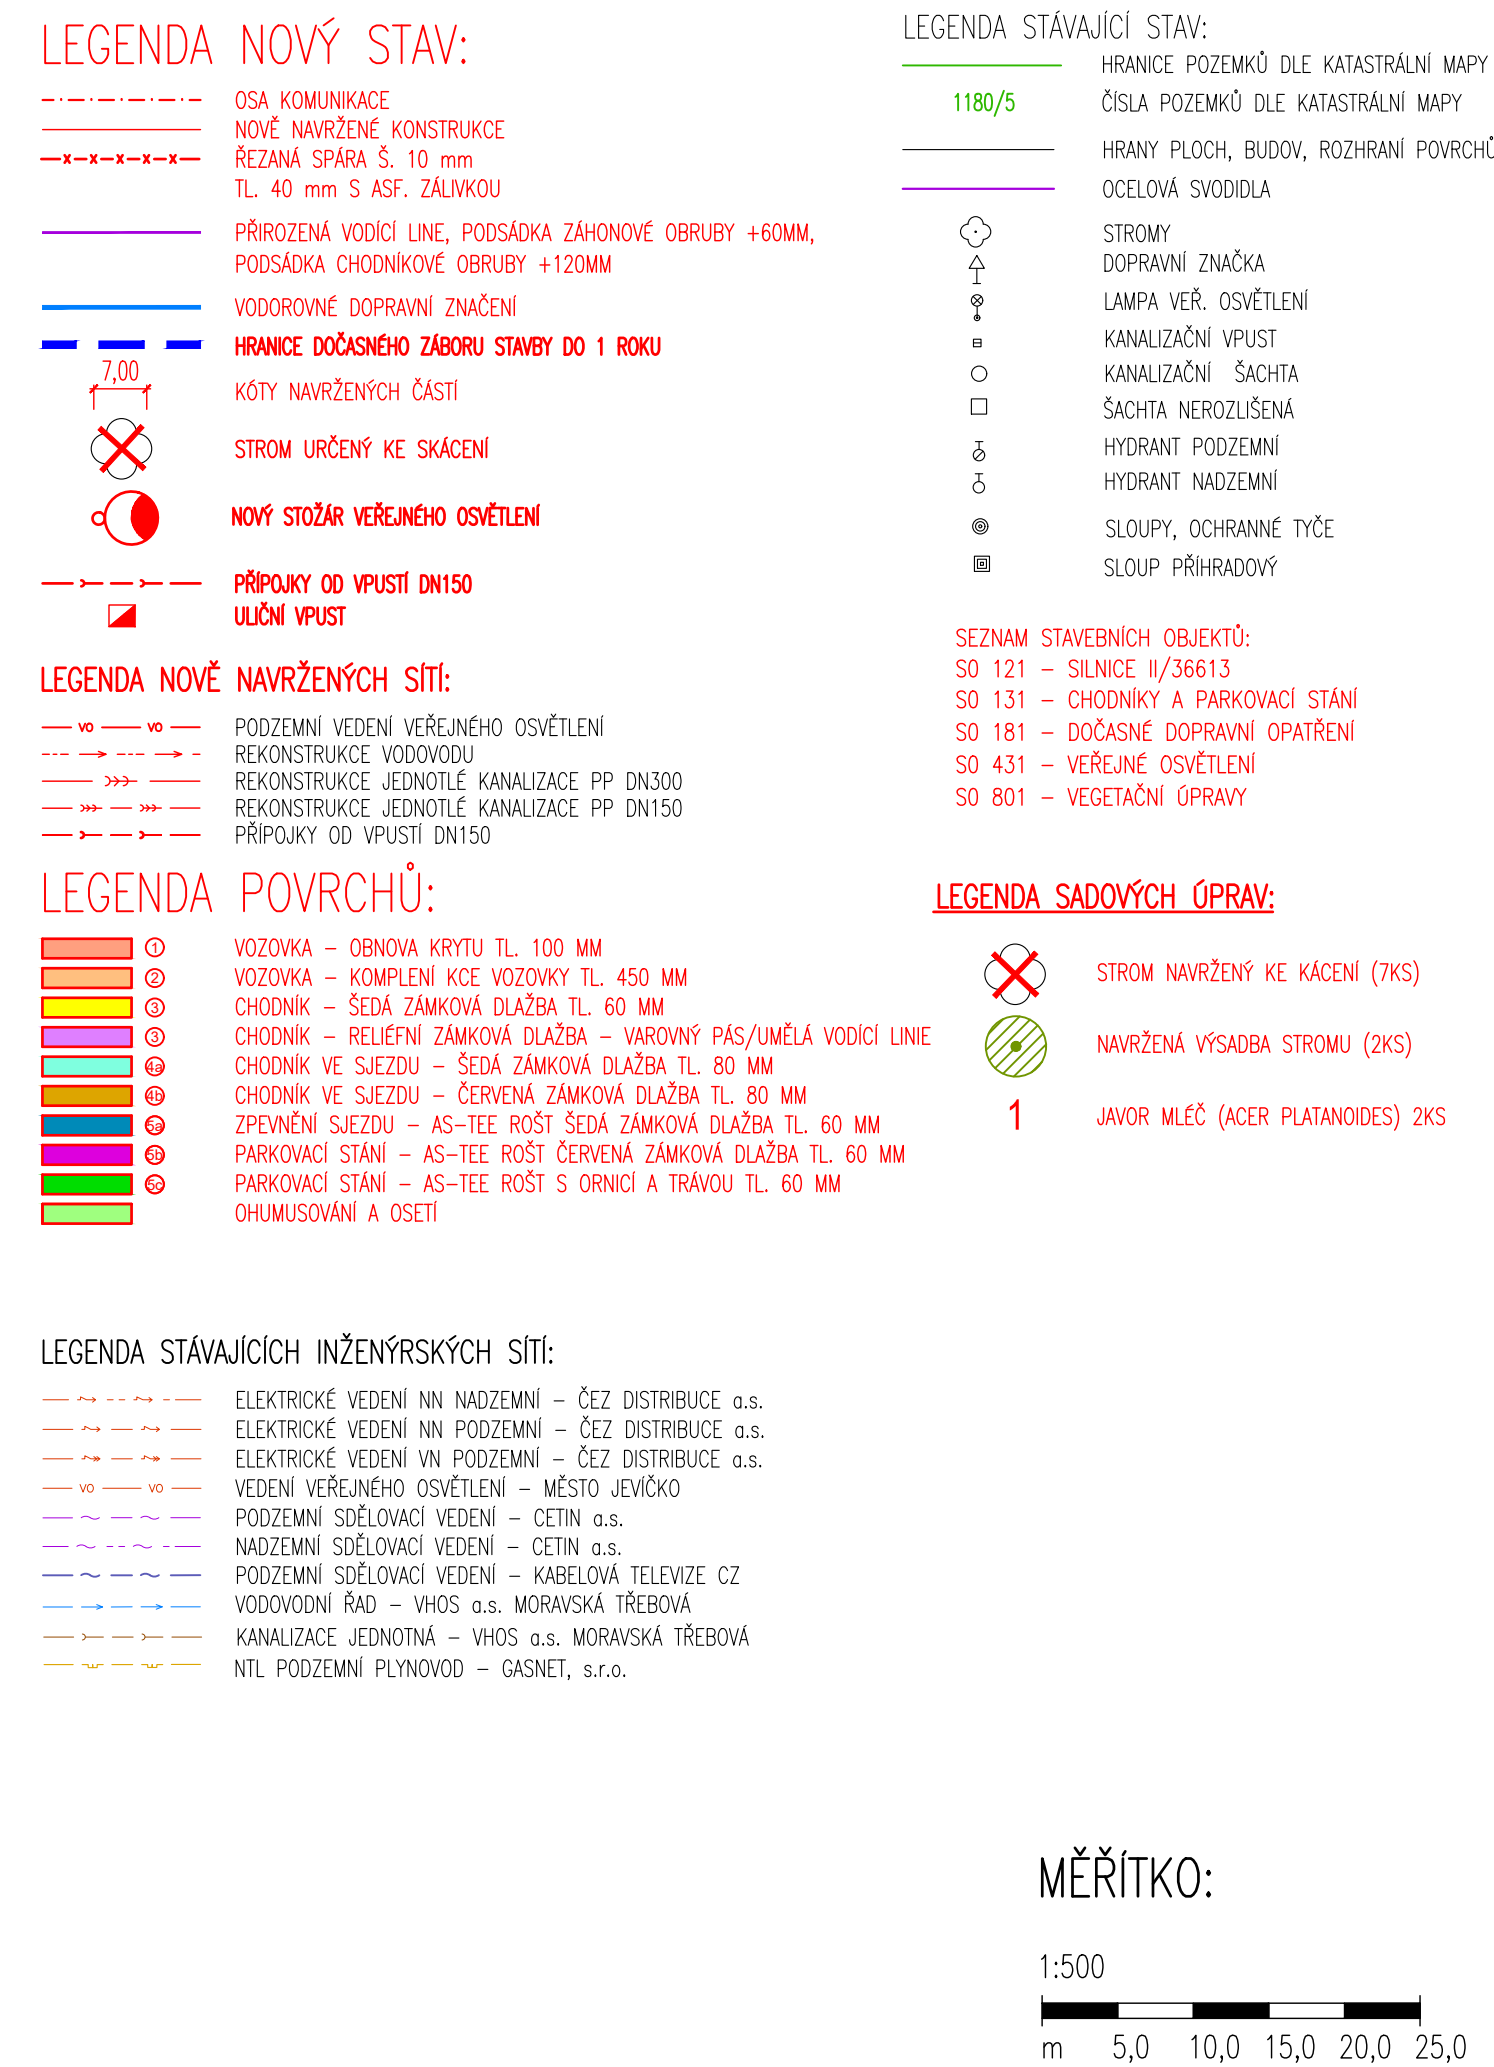 LEGENDA NOVÝ STAV:
OSA KOMUNIKACE
NOVĚ NAVRŽENÉ KONSTRUKCE
ŘEZANÁ SPÁRA Š. 10 mm
TL. 40 mm S ASF. ZÁLIVKOU
PŘIROZENÁ VODÍCÍ LINE, PODSÁDKA ZÁHONOVÉ OBRUBY +60MM,
PODSÁDKA CHODNÍKOVÉ OBRUBY +120MM
VODOROVNÉ DOPRAVNÍ ZNAČENÍ
HRANICE DOČASNÉHO ZÁBORU STAVBY DO 1 ROKU
7,00
KÓTY NAVRŽENÝCH ČÁSTÍ
STROM URČENÝ KE SKÁCENÍ
NOVÝ STOŽÁR VEŘEJNÉHO OSVĚTLENÍ
PŘÍPOJKY OD VPUSTÍ DN150
ULIČNÍ VPUST
LEGENDA NOVĚ NAVRŽENÝCH SÍTÍ:
VO VO PODZEMNÍ VEDENÍ VEŘEJNÉHO OSVĚTLENÍ
REKONSTRUKCE VODOVODU
REKONSTRUKCE JEDNOTLÉ KANALIZACE PP DN300
REKONSTRUKCE JEDNOTLÉ KANALIZACE PP DN150
PŘÍPOJKY OD VPUSTÍ DN150
LEGENDA POVRCHŮ:
1 VOZOVKA – OBNOVA KRYTU TL. 100 MM
2 VOZOVKA – KOMPLENÍ KCE VOZOVKY TL. 450 MM
3 CHODNÍK – ŠEDÁ ZÁMKOVÁ DLAŽBA TL. 60 MM
3 CHODNÍK – RELIÉFNÍ ZÁMKOVÁ DLAŽBA – VAROVNÝ PÁS/UMĚLÁ VODÍCÍ LINIE
4a CHODNÍK VE SJEZDU – ŠEDÁ ZÁMKOVÁ DLAŽBA TL. 80 MM
4b CHODNÍK VE SJEZDU – ČERVENÁ ZÁMKOVÁ DLAŽBA TL. 80 MM
5a ZPEVNĚNÍ SJEZDU – AS–TEE ROŠT ŠEDÁ ZÁMKOVÁ DLAŽBA TL. 60 MM
5b PARKOVACÍ STÁNÍ – AS–TEE ROŠT ČERVENÁ ZÁMKOVÁ DLAŽBA TL. 60 MM
5c PARKOVACÍ STÁNÍ – AS–TEE ROŠT S ORNICÍ A TRÁVOU TL. 60 MM
OHUMUSOVÁNÍ A OSETÍ
LEGENDA STÁVAJÍCÍCH INŽENÝRSKÝCH SÍTÍ:
ELEKTRICKÉ VEDENÍ NN NADZEMNÍ – ČEZ DISTRIBUCE a.s.
ELEKTRICKÉ VEDENÍ NN PODZEMNÍ – ČEZ DISTRIBUCE a.s.
ELEKTRICKÉ VEDENÍ VN PODZEMNÍ – ČEZ DISTRIBUCE a.s.
VO VO VEDENÍ VEŘEJNÉHO OSVĚTLENÍ – MĚSTO JEVÍČKO
PODZEMNÍ SDĚLOVACÍ VEDENÍ – CETIN a.s.
NADZEMNÍ SDĚLOVACÍ VEDENÍ – CETIN a.s.
PODZEMNÍ SDĚLOVACÍ VEDENÍ – KABELOVÁ TELEVIZE CZ
VODOVODNÍ ŘAD – VHOS a.s. MORAVSKÁ TŘEBOVÁ
KANALIZACE JEDNOTNÁ – VHOS a.s. MORAVSKÁ TŘEBOVÁ
NTL PODZEMNÍ PLYNOVOD – GASNET, s.r.o.
LEGENDA STÁVAJÍCÍ STAV:
HRANICE POZEMKŮ DLE KATASTRÁLNÍ MAPY
1180/5 ČÍSLA POZEMKŮ DLE KATASTRÁLNÍ MAPY
HRANY PLOCH, BUDOV, ROZHRANÍ POVRCHŮ
OCELOVÁ SVODIDLA
STROMY
DOPRAVNÍ ZNAČKA
LAMPA VEŘ. OSVĚTLENÍ
KANALIZAČNÍ VPUST
KANALIZAČNÍ ŠACHTA
ŠACHTA NEROZLIŠENÁ
HYDRANT PODZEMNÍ
HYDRANT NADZEMNÍ
SLOUPY, OCHRANNÉ TYČE
SLOUP PŘÍHRADOVÝ
SEZNAM STAVEBNÍCH OBJEKTŮ:
SO 121 – SILNICE II/36613
SO 131 – CHODNÍKY A PARKOVACÍ STÁNÍ
SO 181 – DOČASNÉ DOPRAVNÍ OPATŘENÍ
SO 431 – VEŘEJNÉ OSVĚTLENÍ
SO 801 – VEGETAČNÍ ÚPRAVY
LEGENDA SADOVÝCH ÚPRAV:
STROM NAVRŽENÝ KE KÁCENÍ (7KS)
NAVRŽENÁ VÝSADBA STROMU (2KS)
1 JAVOR MLÉČ (ACER PLATANOIDES) 2KS
MĚŘÍTKO:
1:500
m 5,0 10,0 15,0 20,0 25,0